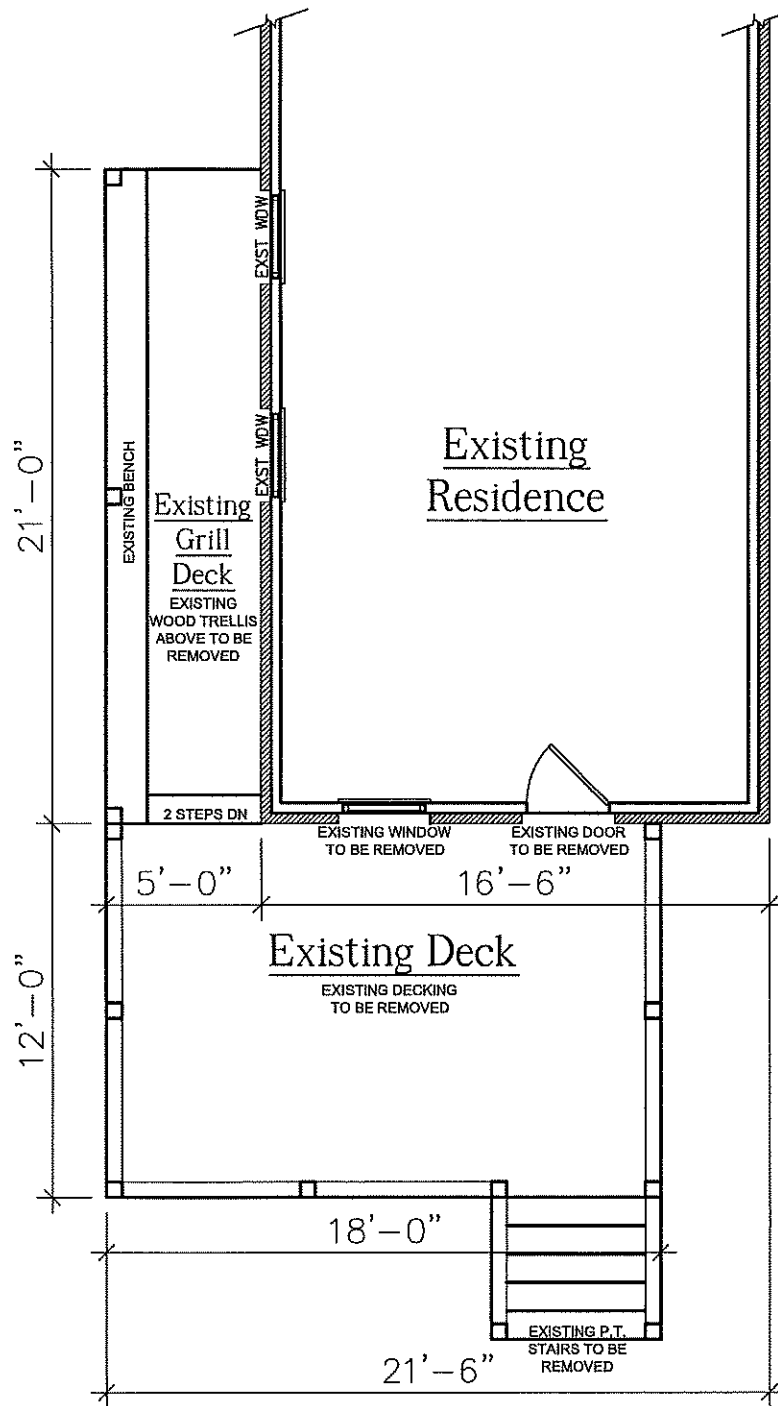 EXST WDW
21'-0"
EXISTING BENCH
EXST WDW
Existing
Residence
Existing
Grill
Deck
EXISTING
WOOD TRELLIS
ABOVE TO BE
REMOVED
2 STEPS DN
EXISTING WINDOW
TO BE REMOVED
EXISTING DOOR
TO BE REMOVED
5'-0"
16'-6"
12'-0"
Existing Deck
EXISTING DECKING
TO BE REMOVED
18'-0"
EXISTING P.T.
STAIRS TO BE
REMOVED
21'-6"